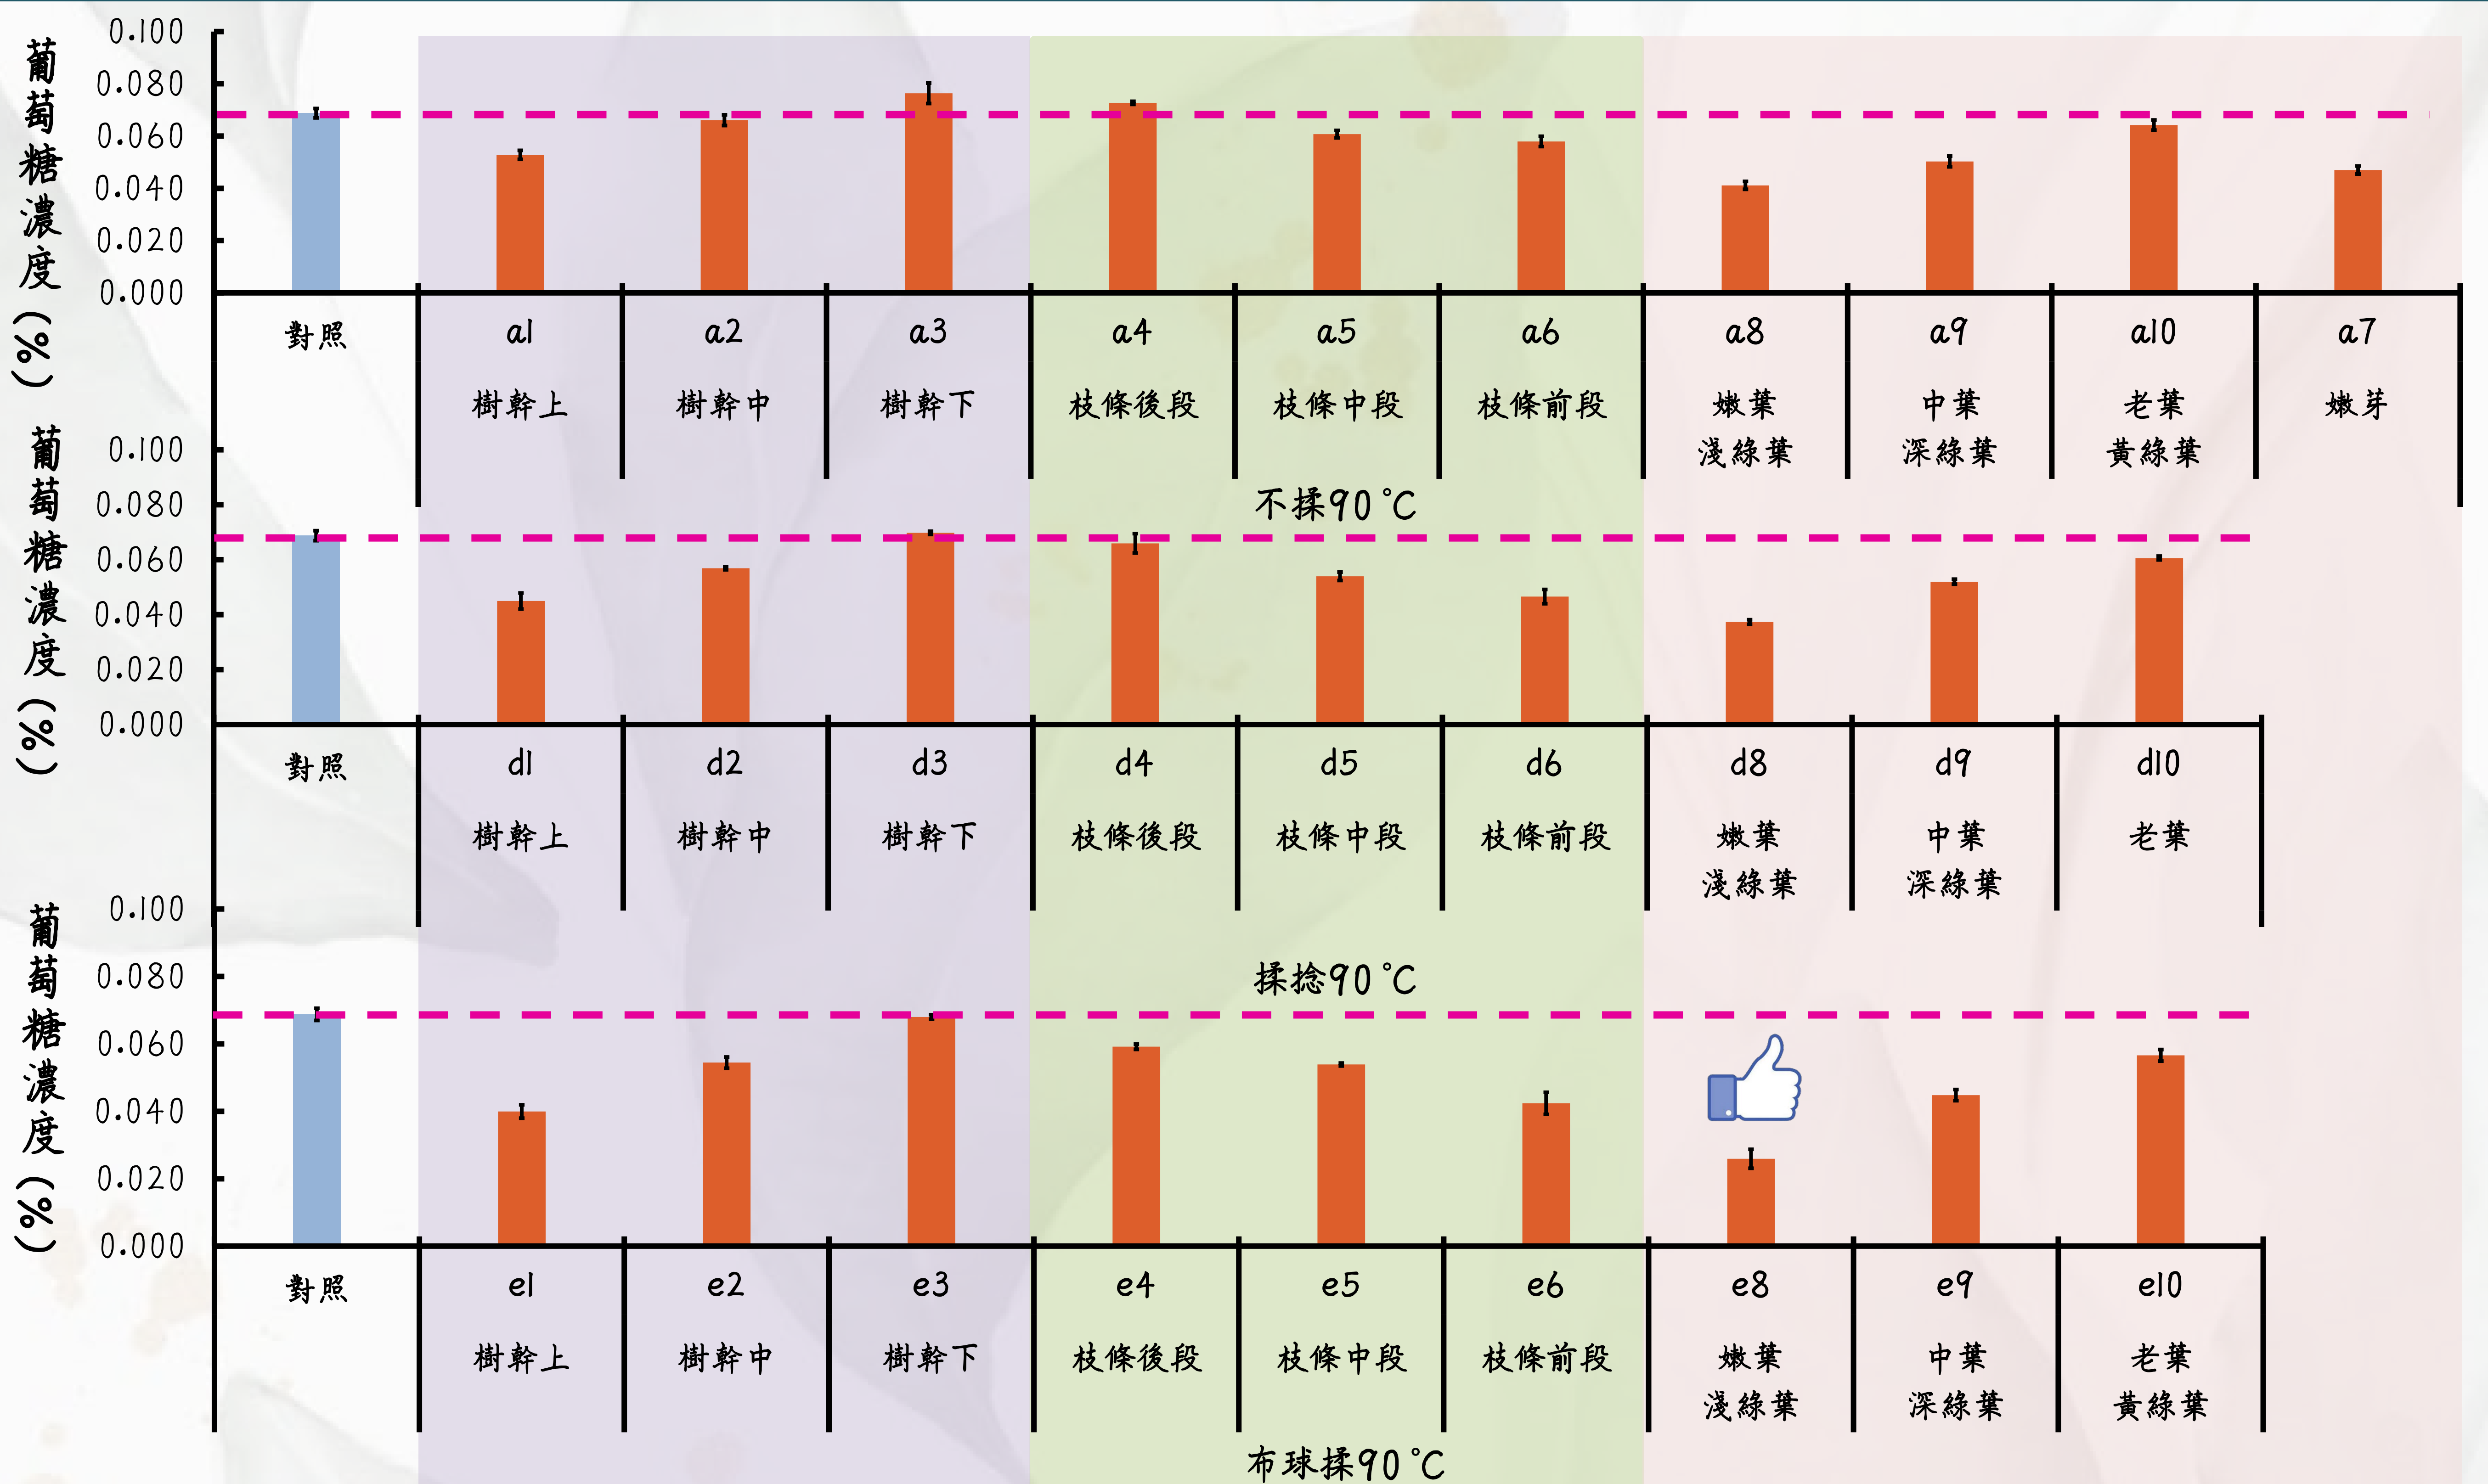 葡萄糖濃度(%)
0.100
0.080
0.060
0.040
0.020
0.000
對照 a1 a2 a3 a4 a5 a6 a8 a9 a10 a7
樹幹上 樹幹中 樹幹下 枝條後段 枝條中段 枝條前段 嫩葉 中葉 老葉 嫩芽
淺綠葉 深綠葉 黃綠葉
不揉90°C
葡萄糖濃度(%)
0.100
0.080
0.060
0.040
0.020
0.000
對照 d1 d2 d3 d4 d5 d6 d8 d9 d10
樹幹上 樹幹中 樹幹下 枝條後段 枝條中段 枝條前段 嫩葉 中葉 老葉
淺綠葉 深綠葉
揉捻90°C
葡萄糖濃度(%)
0.100
0.080
0.060
0.040
0.020
0.000
對照 e1 e2 e3 e4 e5 e6 e8 e9 e10
樹幹上 樹幹中 樹幹下 枝條後段 枝條中段 枝條前段 嫩葉 中葉 老葉
淺綠葉 深綠葉 黃綠葉
布球揉90°C